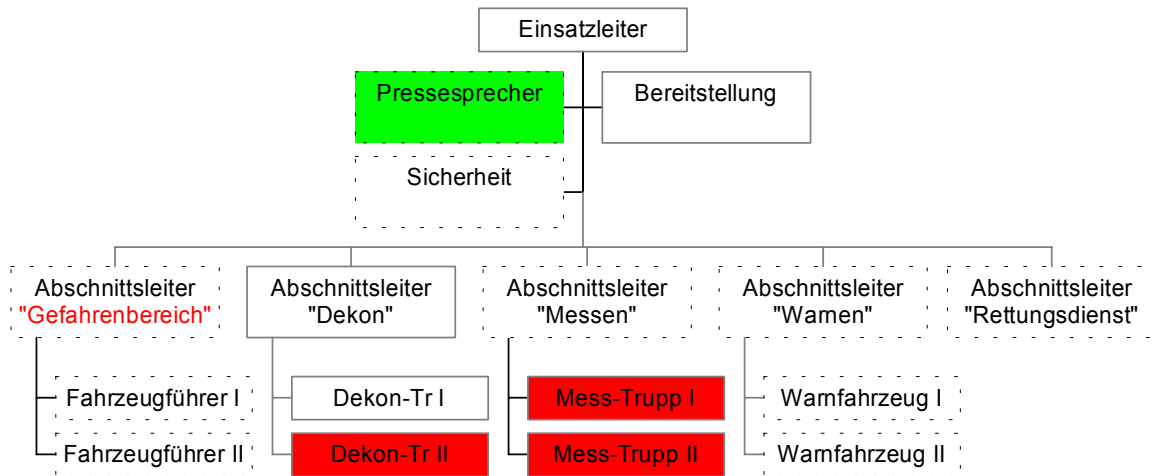 Einsatzleiter
Pressesprecher
Bereitstellung
Sicherheit
Abschnittsleiter
"Gefahrenbereich"
Abschnittsleiter
"Dekon"
Abschnittsleiter
"Messen"
Abschnittsleiter
"Warnen"
Abschnittsleiter
"Rettungsdienst"
Fahrzeugführer I
Dekon-Tr I
Mess-Trupp I
Warnfahrzeug I
Fahrzeugführer II
Dekon-Tr II
Mess-Trupp II
Warnfahrzeug II